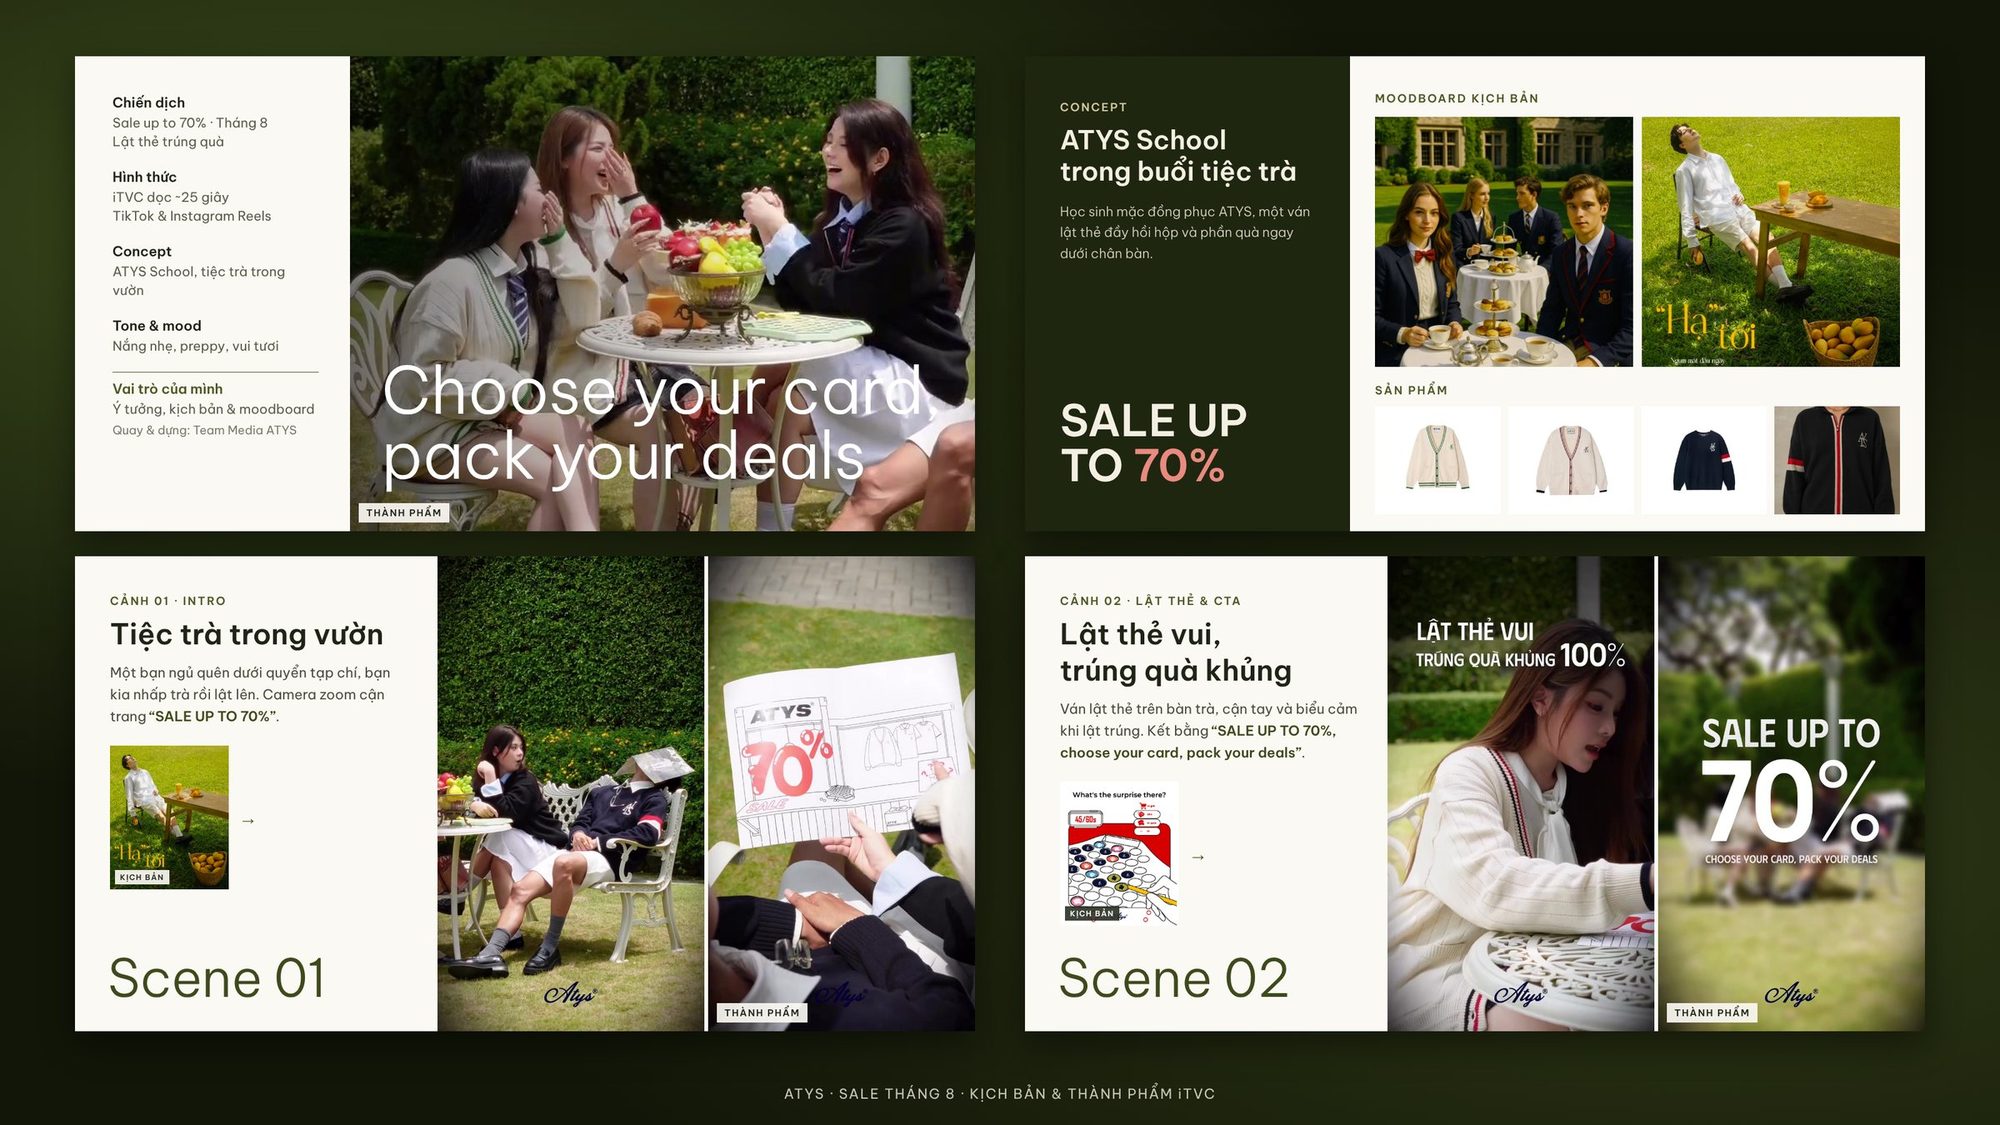 Chiến dịch
Sale up to 70% · Tháng 8
Lật thẻ trúng quà
Hình thức
iTVC dọc ~25 giây
TikTok & Instagram Reels
Concept
ATYS School, tiệc trà trong
vườn
Tone & mood
Nắng nhẹ, preppy, vui tươi
Vai trò của mình
Ý tưởng, kịch bản & moodboard
Quay & dựng: Team Media ATYS
Choose your card,
pack your deals
THÀNH PHẨM
CONCEPT
ATYS School
trong buổi tiệc trà
Học sinh mặc đồng phục ATYS, một ván
lật thẻ đầy hồi hộp và phần quà ngay
dưới chân bàn.
SALE UP
TO 70%
MOODBOARD KỊCH BẢN
"Hạ"
tới
Ngụm mát đầu ngày
SẢN PHẨM
CẢNH 01 · INTRO
Tiệc trà trong vườn
Một bạn ngủ quên dưới quyển tạp chí, bạn
kia nhấp trà rồi lật lên. Camera zoom cận
trang “SALE UP TO 70%”.
"Hạ"
tới
KỊCH BẢN
→
Scene 01
Atys
ATYS
70%
SALE
Atys
THÀNH PHẨM
CẢNH 02 · LẬT THẺ & CTA
Lật thẻ vui,
trúng quà khủng
Ván lật thẻ trên bàn trà, cận tay và biểu cảm
khi lật trúng. Kết bằng “SALE UP TO 70%,
choose your card, pack your deals”.
What's the surprise there?
45/60s
KỊCH BẢN
→
Scene 02
LẬT THẺ VUI
TRÚNG QUÀ KHỦNG 100%
Atys
SALE UP TO
70%
CHOOSE YOUR CARD, PACK YOUR DEALS
Atys
THÀNH PHẨM
ATYS · SALE THÁNG 8 · KỊCH BẢN & THÀNH PHẨM iTVC